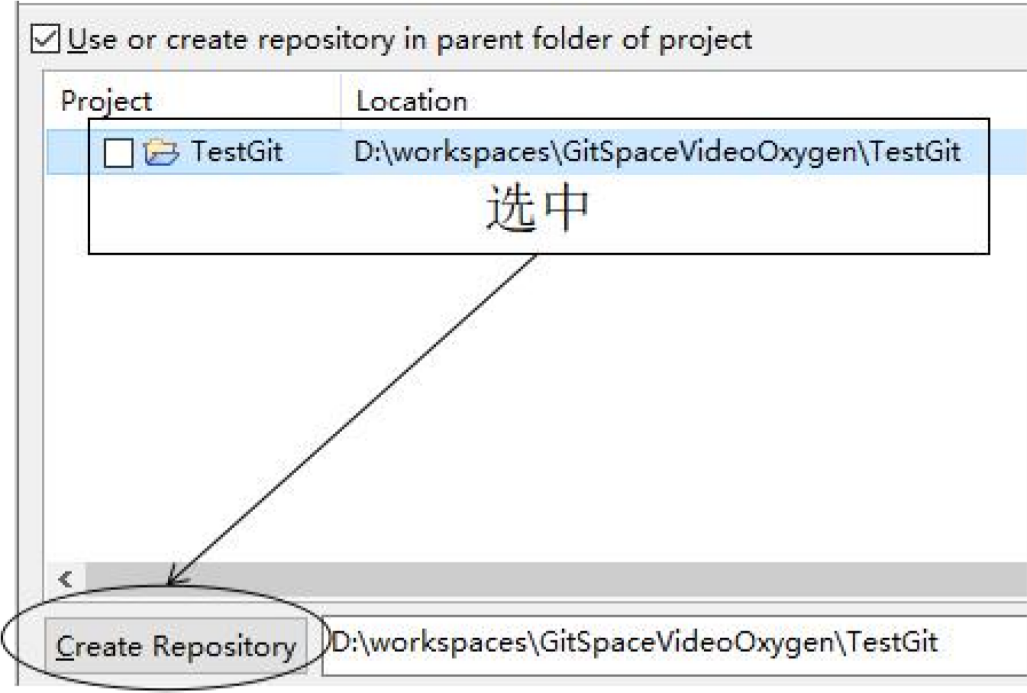 Use or create repository in parent folder of project
Project Location
TestGit D:\workspaces\GitSpaceVideoOxygen\TestGit
选中
Create Repository D:\workspaces\GitSpaceVideoOxygen\TestGit